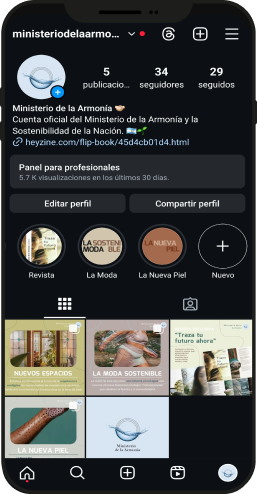 ministeriodelaarmo...
5
34
29
publicacio...
seguidores
seguidos
Ministerio de la Armonía 🤝
Cuenta oficial del Ministerio de la Armonía y la
Sostenibilidad de la Nación. 🇦🇷🌱
heyzine.com/flip-book/45d4cb01d4.html
Panel para profesionales
5.7 K visualizaciones en los últimos 30 días.
Editar perfil
Compartir perfil
LA SOSTENI
MODA BLE
LA NUEVA
PIEL
Revista
La Moda
La Nueva Piel
Nuevo
"Traza tu
futuro ahora"
NUEVOS ESPACIOS
LA MODA SOSTENIBLE
LA NUEVA PIEL
Ministerio
de la Armonía